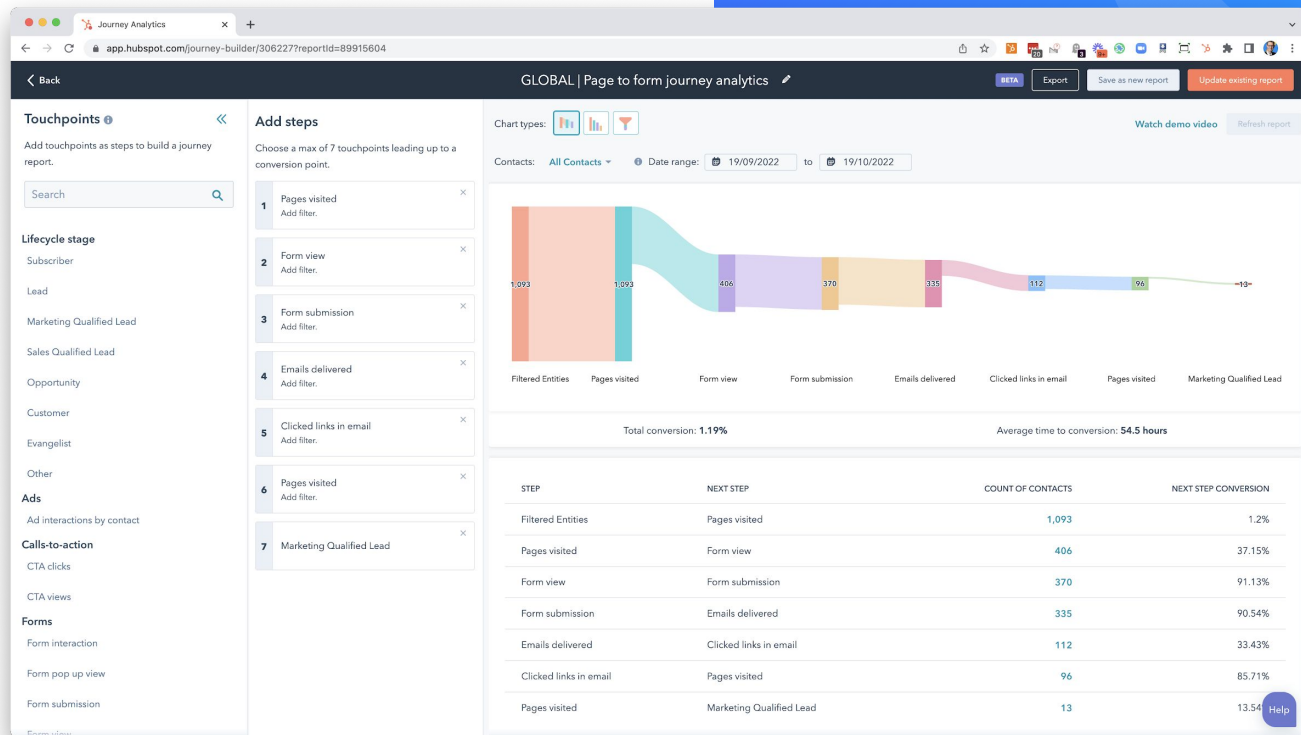 Journey Analytics
app.hubspot.com/journey-builder/306227?reportId=89915604
Back
GLOBAL | Page to form journey analytics
BETA
Export
Save as new report
Update existing report
Touchpoints
Add touchpoints as steps to build a journey
report.
Search
Lifecycle stage
Subscriber
Lead
Marketing Qualified Lead
Sales Qualified Lead
Opportunity
Customer
Evangelist
Other
Ads
Ad interactions by contact
Calls-to-action
CTA clicks
CTA views
Forms
Form interaction
Form pop up view
Form submission
Form view
Add steps
Choose a max of 7 touchpoints leading up to a
conversion point.
1 Pages visited
Add filter.
2 Form view
Add filter.
3 Form submission
Add filter.
4 Emails delivered
Add filter.
5 Clicked links in email
Add filter.
6 Pages visited
Add filter.
7 Marketing Qualified Lead
Chart types:
Watch demo video
Refresh report
Contacts: All Contacts Date range: 19/09/2022 to 19/10/2022
1,093 1,093 406 370 335 112 96 13
Filtered Entities Pages visited Form view Form submission Emails delivered Clicked links in email Pages visited Marketing Qualified Lead
Total conversion: 1.19% Average time to conversion: 54.5 hours
STEP NEXT STEP COUNT OF CONTACTS NEXT STEP CONVERSION
Filtered Entities Pages visited 1,093 1.2%
Pages visited Form view 406 37.15%
Form view Form submission 370 91.13%
Form submission Emails delivered 335 90.54%
Emails delivered Clicked links in email 112 33.43%
Clicked links in email Pages visited 96 85.71%
Pages visited Marketing Qualified Lead 13 13.54
Help